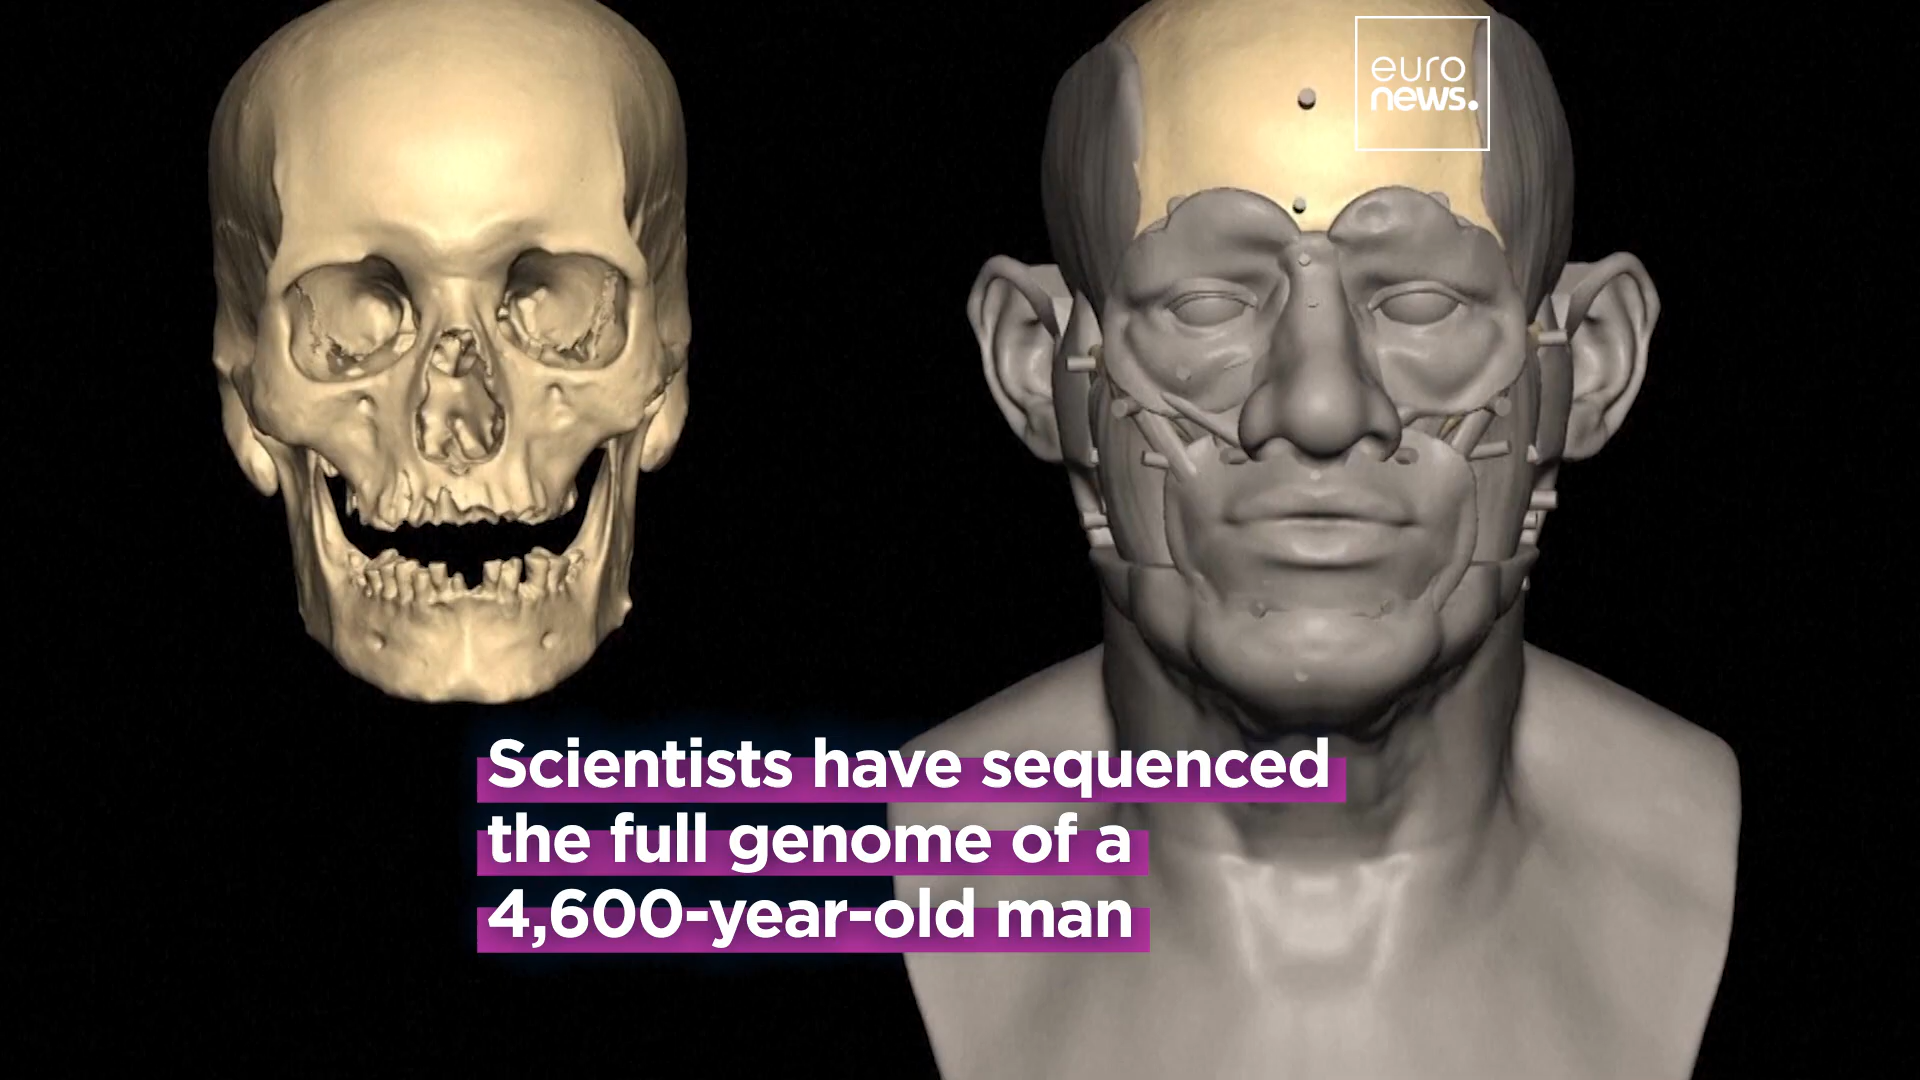 euro
news.
Scientists have sequenced
the full genome of a
4,600-year-old man